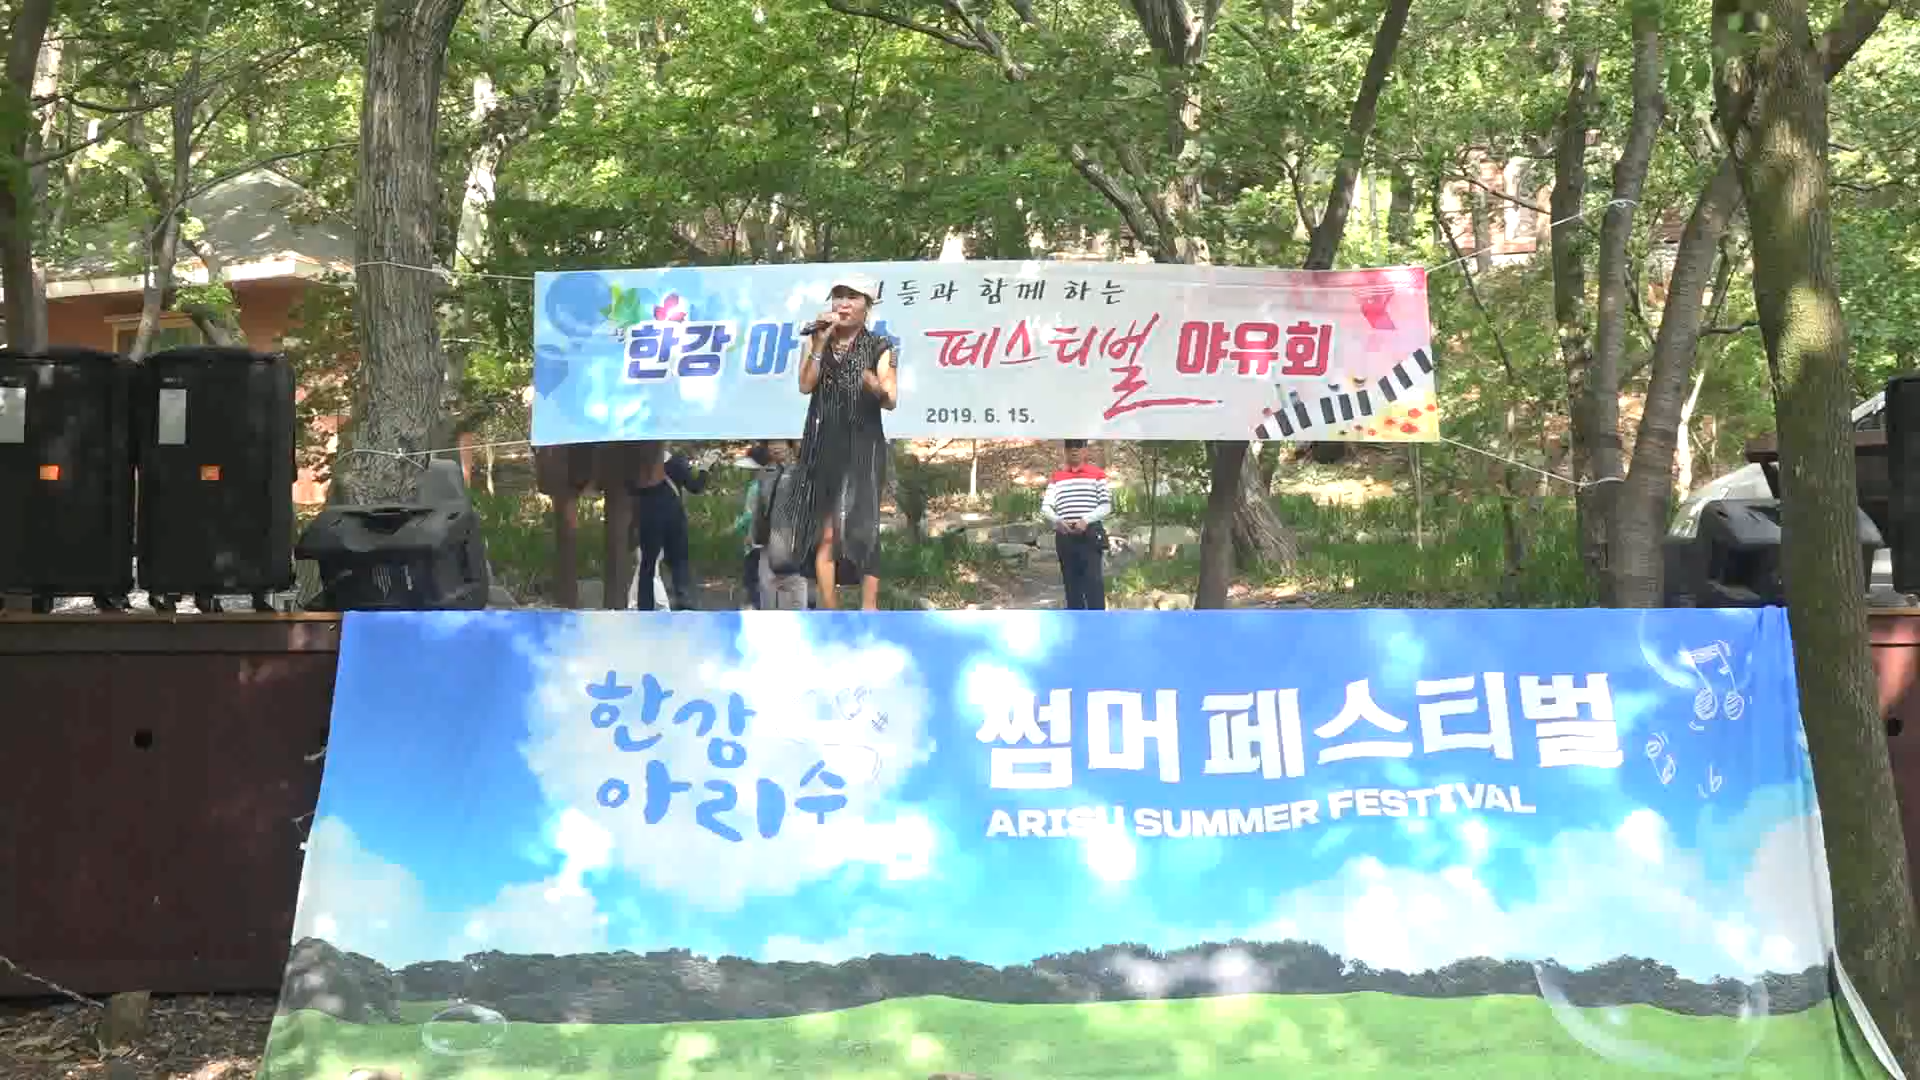 들과 함께 하는
한강 페스티벌 야유회
2019. 6. 15.
한강
아리수
썸머 페스티벌
ARISU SUMMER FESTIVAL